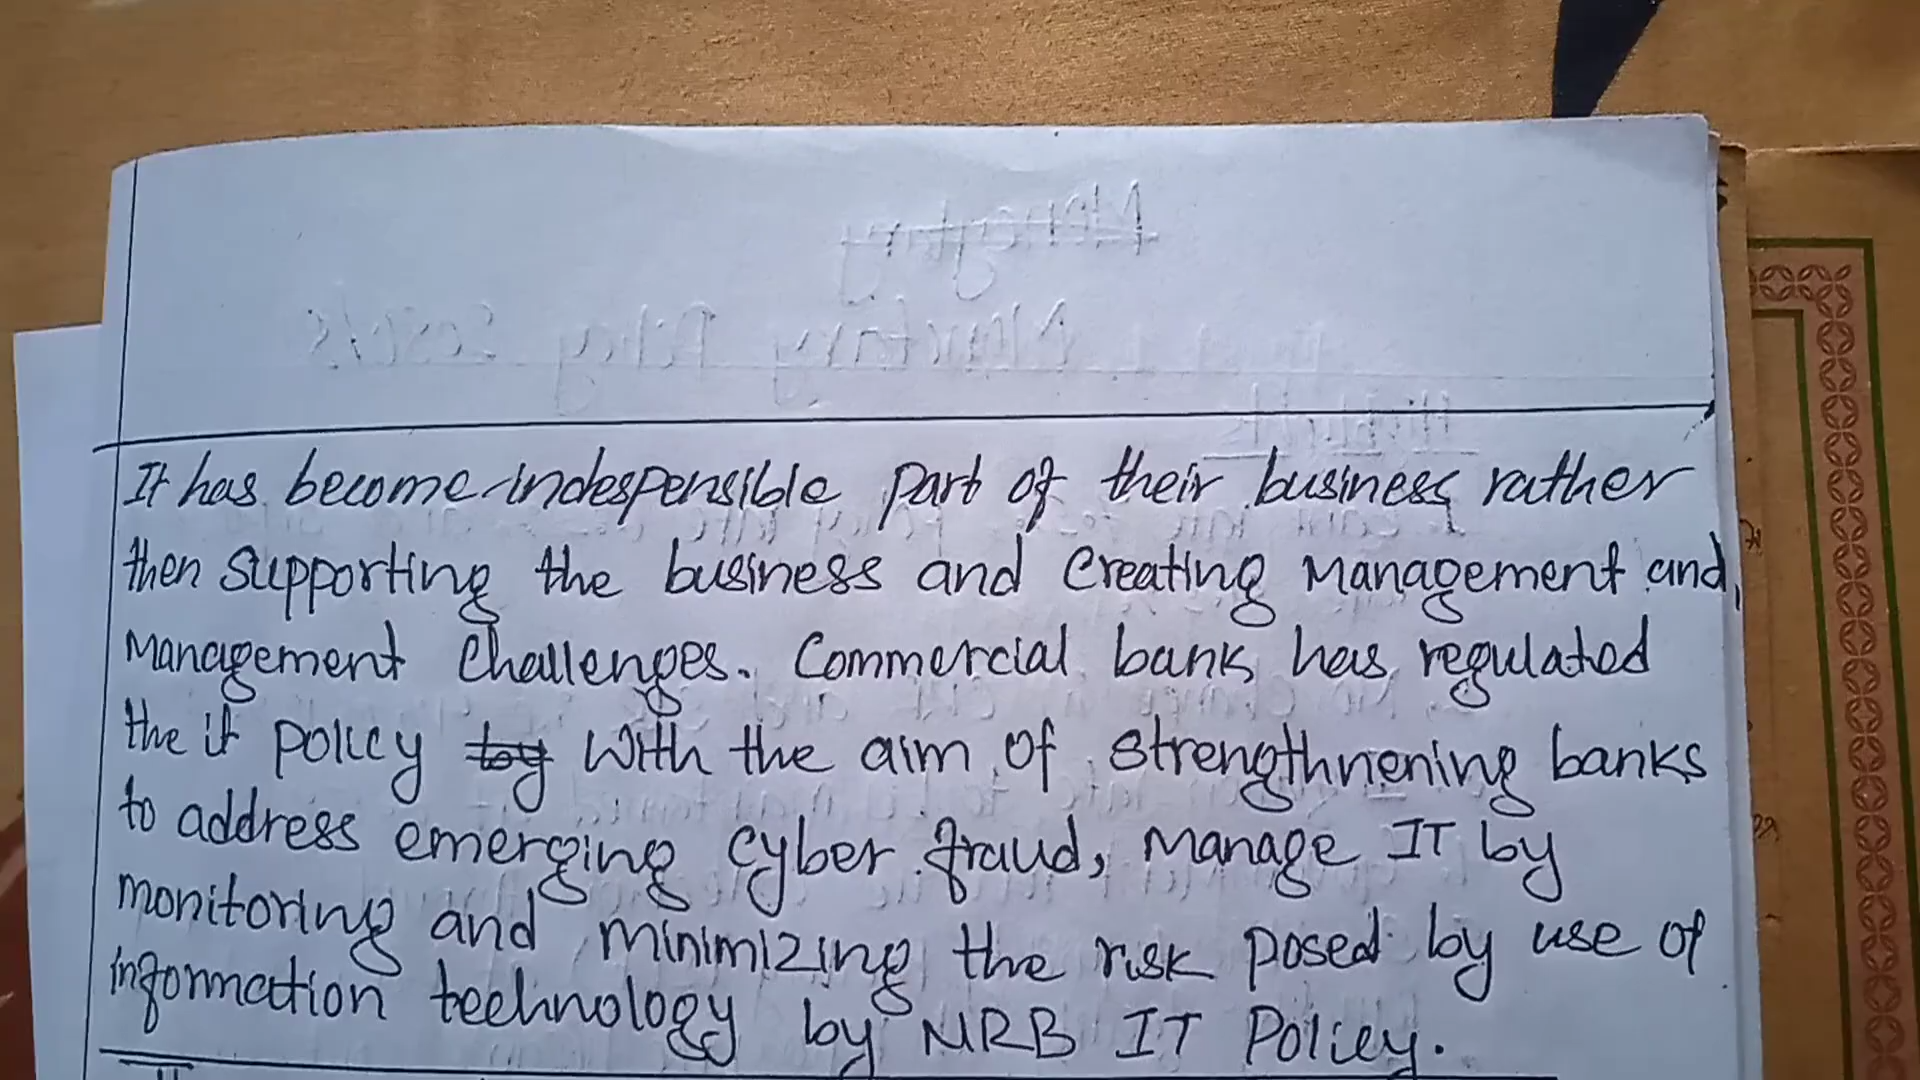 It has become indespensible part of their business rather
then supporting the business and creating management and
management challenges. Commercial bank has regulated
the it policy by with the aim of strengthnening banks
to address emerging cyber fraud, manage IT by
monitoring and minimizing the risk posed by use of
information technology by NRB IT Policy.